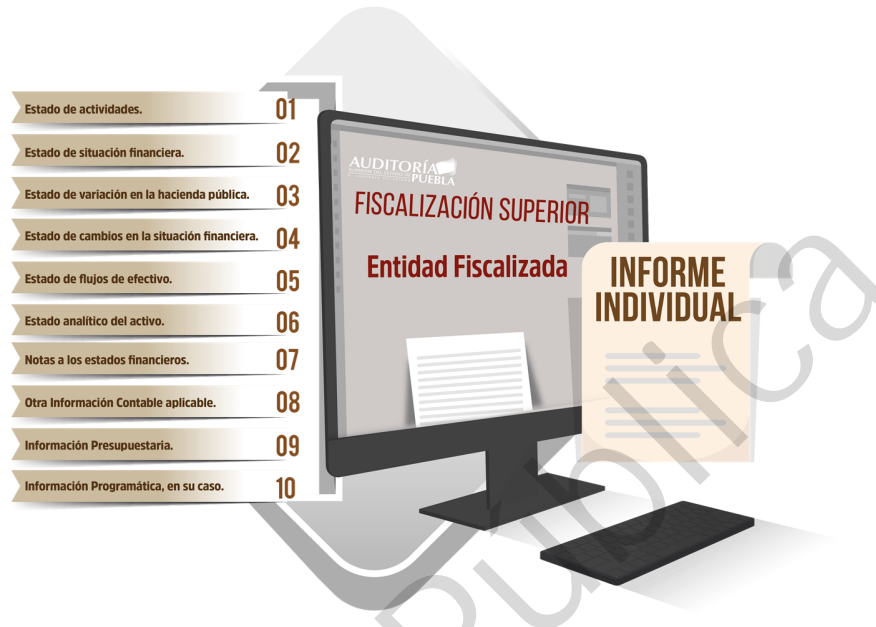 Estado de actividades. 01
Estado de situación financiera. 02
Estado de variación en la hacienda pública. 03
Estado de cambios en la situación financiera. 04
Estado de flujos de efectivo. 05
Estado analítico del activo. 06
Notas a los estados financieros. 07
Otra Información Contable aplicable. 08
Información Presupuestaria. 09
Información Programática, en su caso. 10
AUDITORÍA
PUEBLA
FISCALIZACIÓN SUPERIOR
Entidad Fiscalizada
INFORME
INDIVIDUAL
Pública